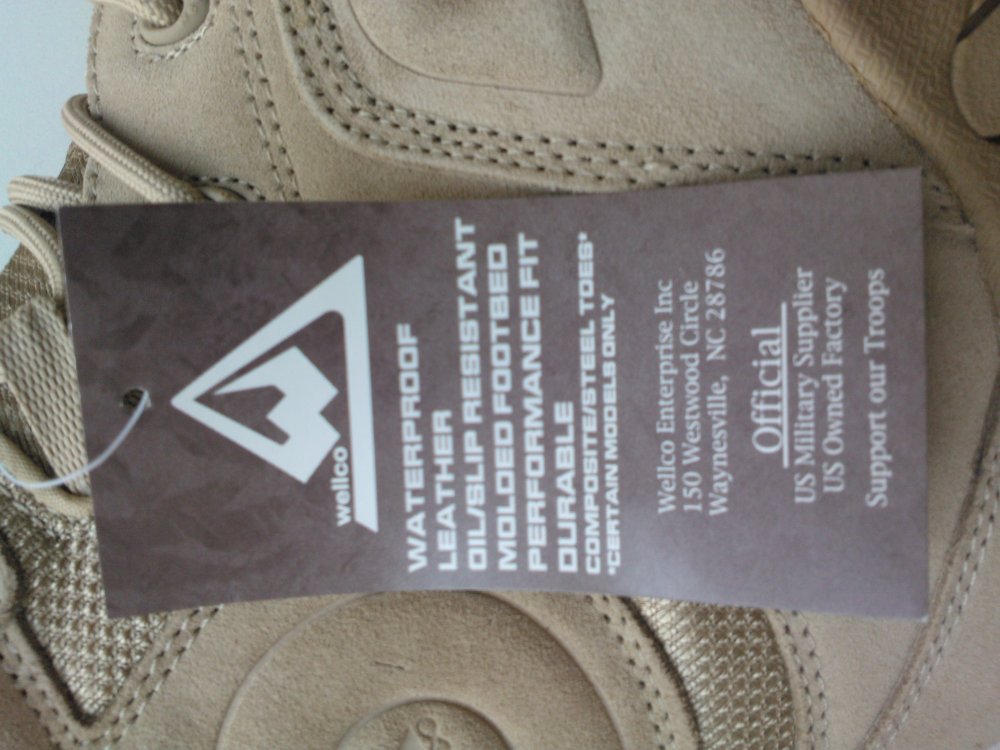 wellco
WATERPROOF
LEATHER
OIL/SLIP RESISTANT
MOLDED FOOTBED
PERFORMANCE FIT
DURABLE
COMPOSITE/STEEL TOES*
*CERTAIN MODELS ONLY
Wellco Enterprise Inc
150 Westwood Circle
Waynesville, NC 28786
Official
US Military Supplier
US Owned Factory
Support our Troops